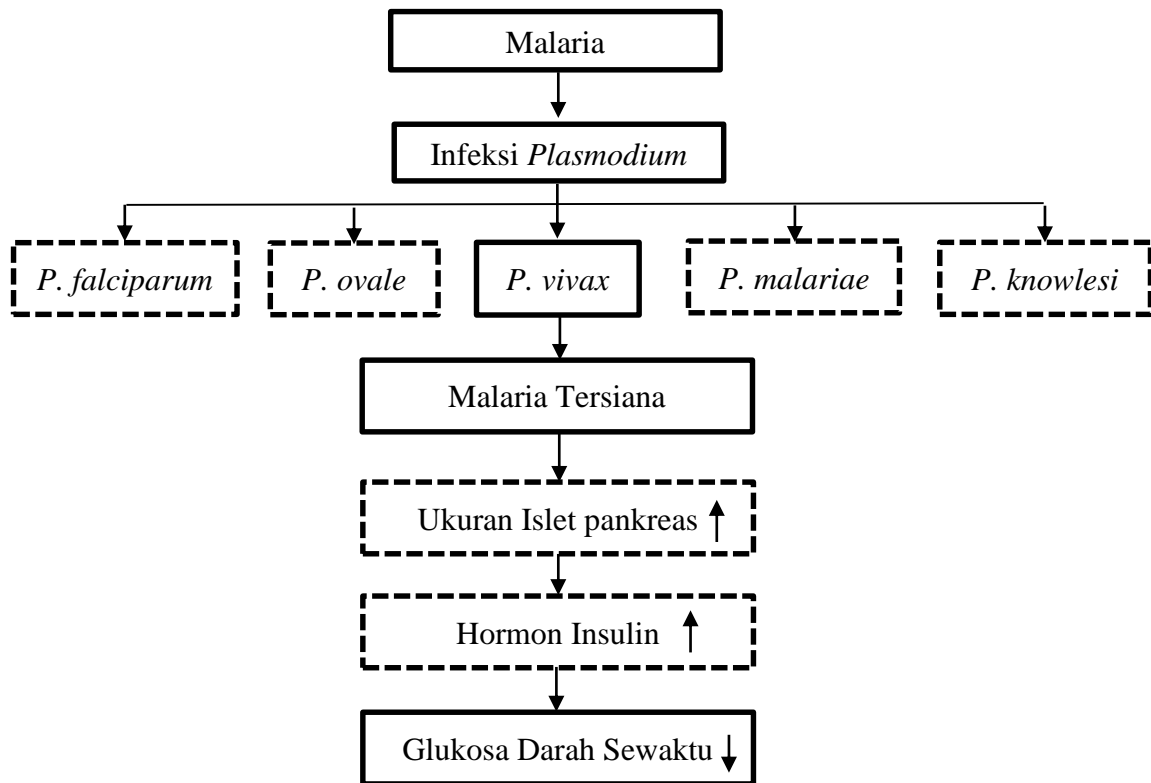 Malaria
Infeksi Plasmodium
P. falciparum
P. ovale
P. vivax
P. malariae
P. knowlesi
Malaria Tersiana
Ukuran Islet pankreas
Hormon Insulin
Glukosa Darah Sewaktu